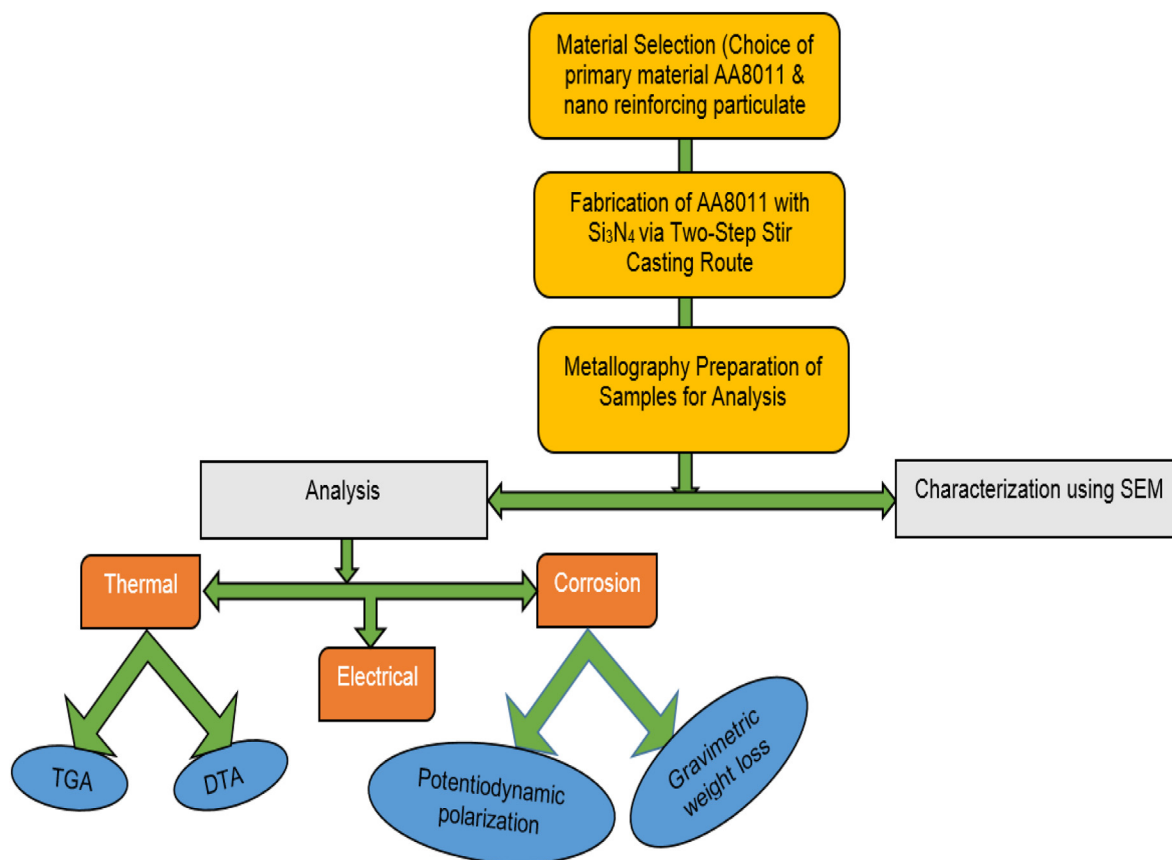 Material Selection (Choice of
primary material AA8011 &
nano reinforcing particulate
Fabrication of AA8011 with
Si₃N₄ via Two-Step Stir
Casting Route
Metallography Preparation of
Samples for Analysis
Analysis
Characterization using SEM
Thermal
Corrosion
Electrical
TGA
DTA
Potentiodynamic
polarization
Gravimetric
weight loss